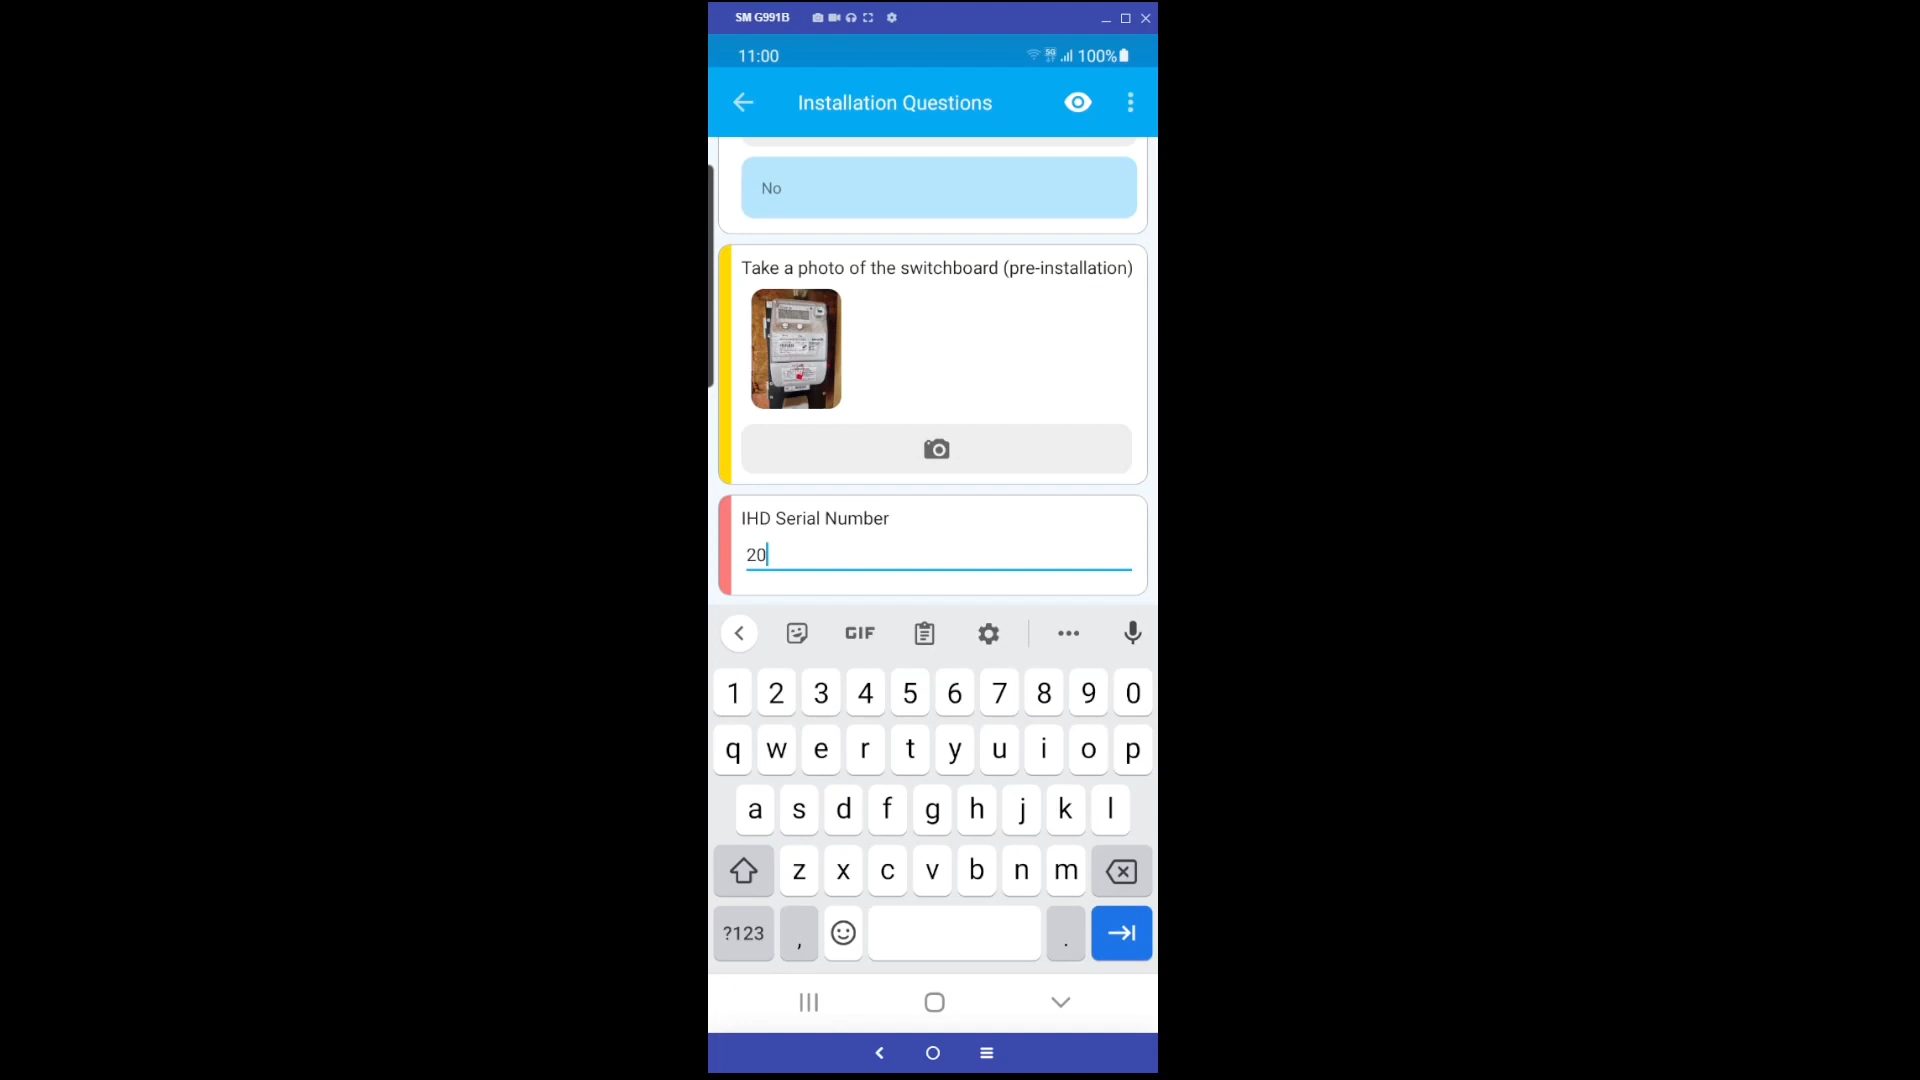 SM G991B
11:00
5G
100%
Installation Questions
No
Take a photo of the switchboard (pre-installation)
IHD Serial Number
20
GIF
1 2 3 4 5 6 7 8 9 0
q w e r t y u i o p
a s d f g h j k l
z x c v b n m
?123 , .